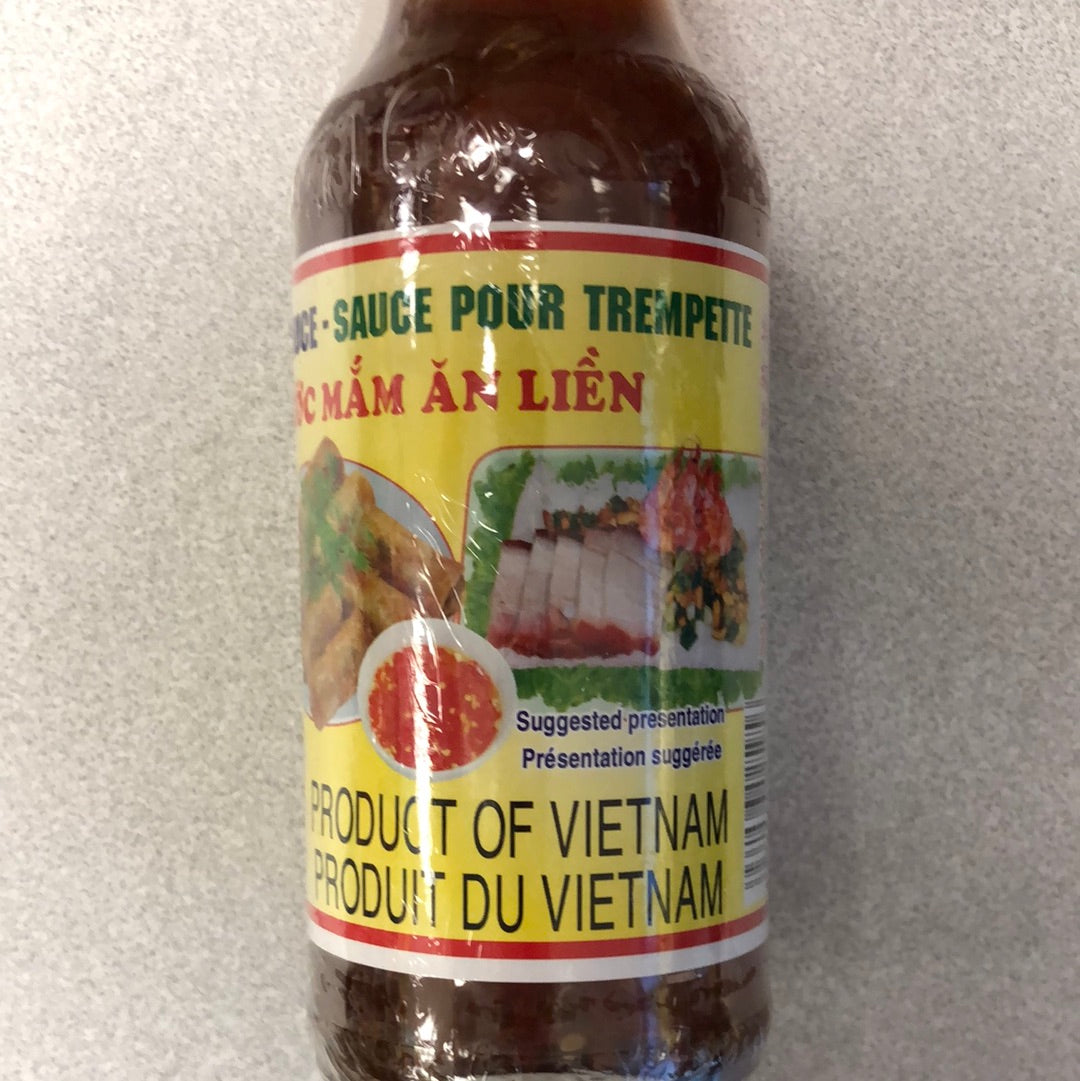 SAUCE POUR TREMPETTE
MẮM ĂN LIỀN
Suggested presentation
Présentation suggérée
PRODUCT OF VIETNAM
PRODUIT DU VIETNAM